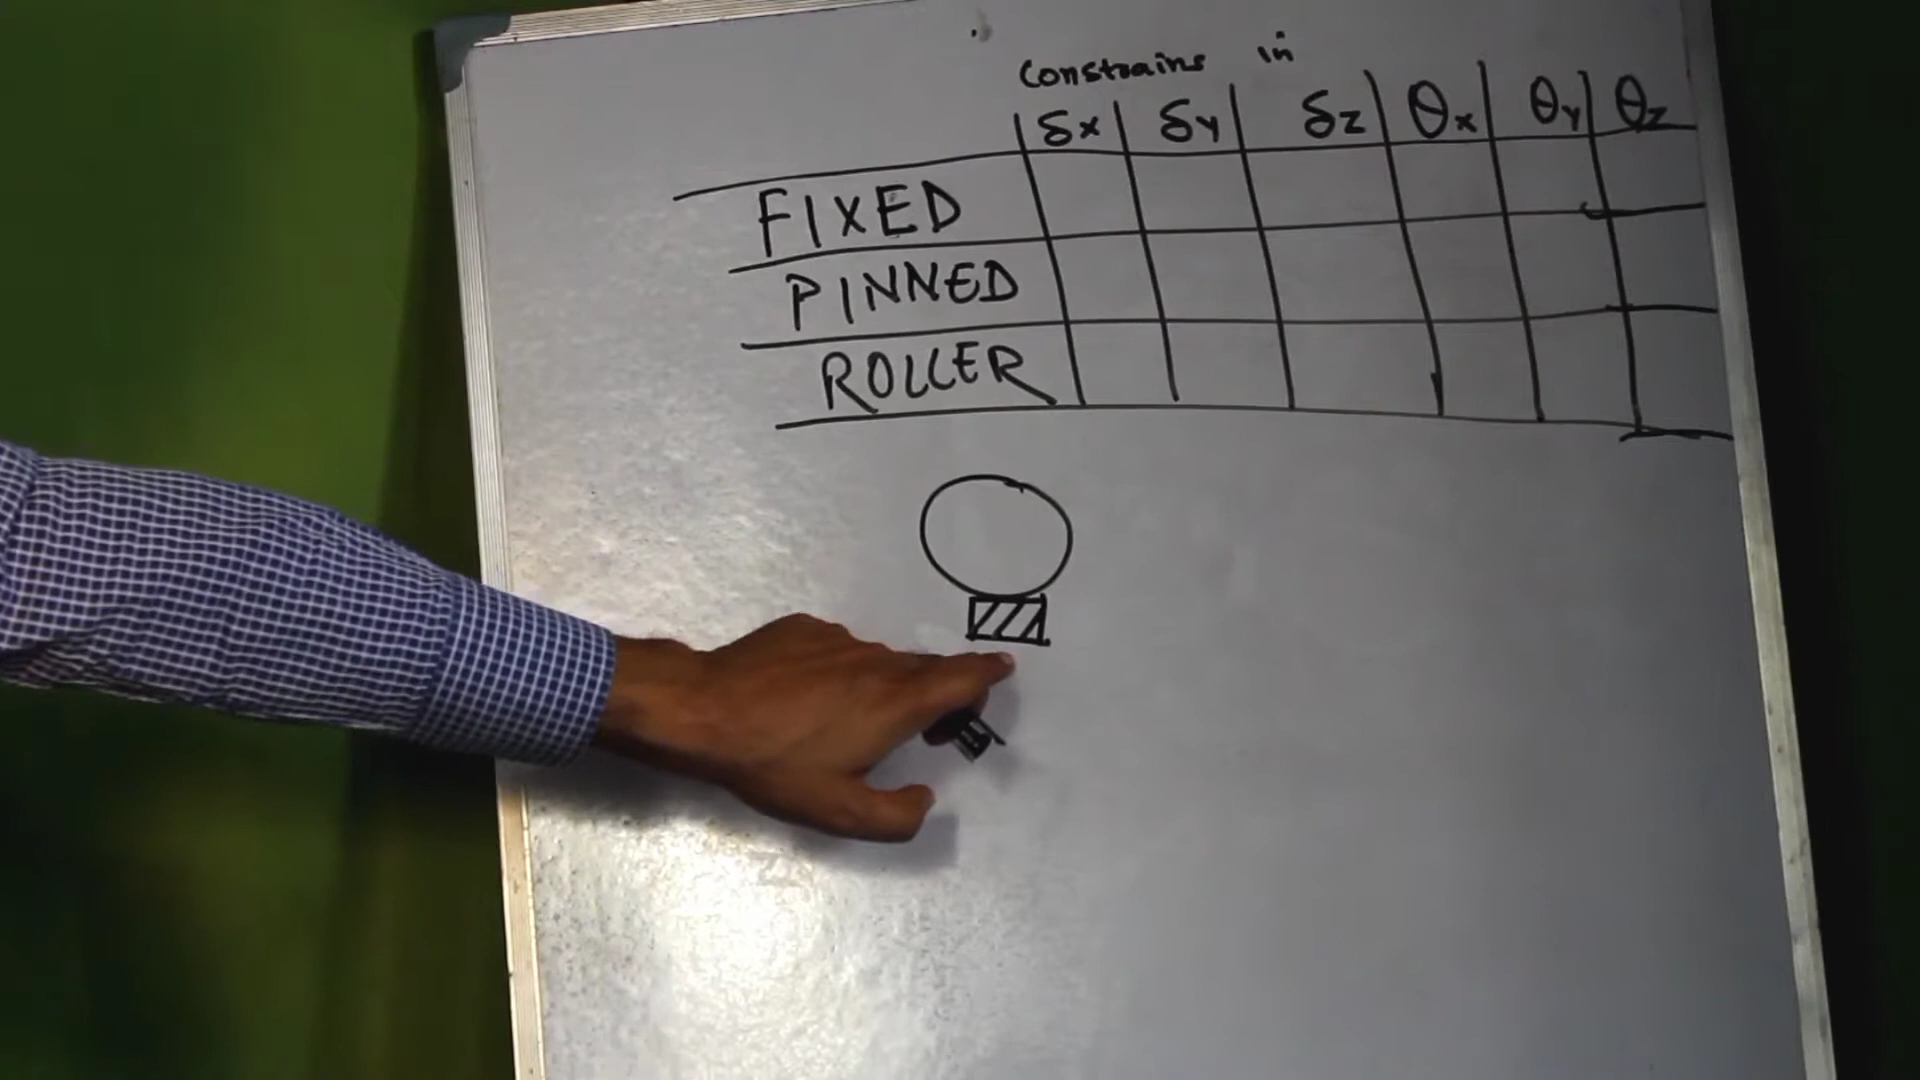 Constrains in
δx δy δz θx θy θz
FIXED
PINNED
ROLLER